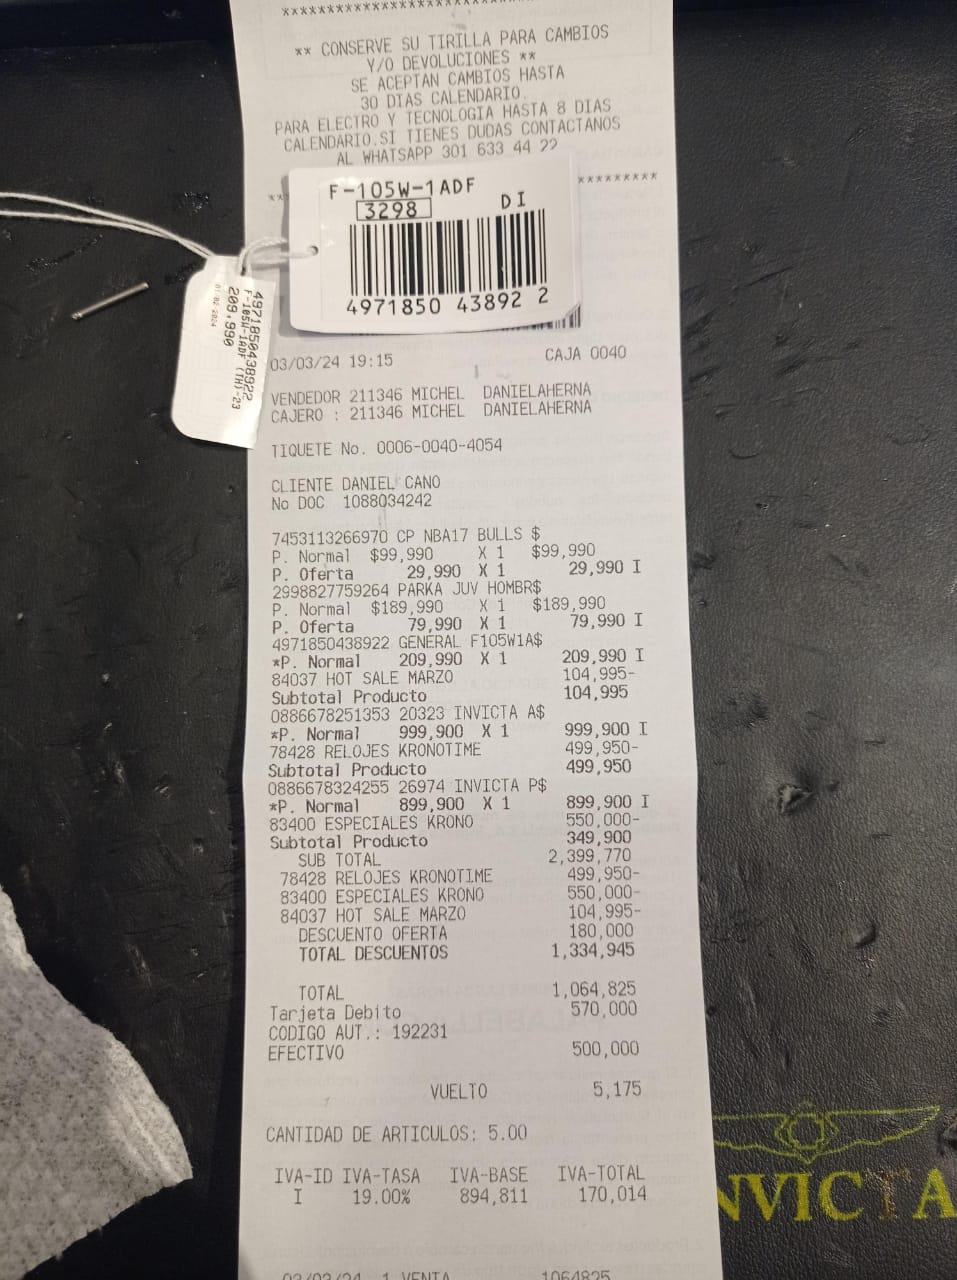 ** CONSERVE SU TIRILLA PARA CAMBIOS
Y/O DEVOLUCIONES **
SE ACEPTAN CAMBIOS HASTA
30 DIAS CALENDARIO.
PARA ELECTRO Y TECNOLOGIA HASTA 8 DIAS
CALENDARIO.SI TIENES DUDAS CONTACTANOS
AL WHATSAPP 301 633 44 22
F-105W-1ADF
3298 DI
4971850 43892 2
4971850438922
F-105W-1ADF (TH)-23
209,990
03/03/24 19:15 CAJA 0040
VENDEDOR 211346 MICHEL DANIELAHERNA
CAJERO : 211346 MICHEL DANIELAHERNA
TIQUETE No. 0006-0040-4054
CLIENTE DANIEL CANO
No DOC 1088034242
7453113266970 CP NBA17 BULLS $
P. Normal $99,990 X 1 $99,990
P. Oferta 29,990 X 1 29,990 I
2998827759264 PARKA JUV HOMBR$
P. Normal $189,990 X 1 $189,990
P. Oferta 79,990 X 1 79,990 I
4971850438922 GENERAL F105W1A$
*P. Normal 209,990 X 1 209,990 I
84037 HOT SALE MARZO 104,995-
Subtotal Producto 104,995
0886678251353 20323 INVICTA A$
*P. Normal 999,900 X 1 999,900 I
78428 RELOJES KRONOTIME 499,950-
Subtotal Producto 499,950
0886678324255 26974 INVICTA P$
*P. Normal 899,900 X 1 899,900 I
83400 ESPECIALES KRONO 550,000-
Subtotal Producto 349,900
SUB TOTAL 2,399,770
78428 RELOJES KRONOTIME 499,950-
83400 ESPECIALES KRONO 550,000-
84037 HOT SALE MARZO 104,995-
DESCUENTO OFERTA 180,000
TOTAL DESCUENTOS 1,334,945
TOTAL 1,064,825
Tarjeta Debito 570,000
CODIGO AUT.: 192231
EFECTIVO 500,000
VUELTO 5,175
CANTIDAD DE ARTICULOS: 5.00
IVA-ID IVA-TASA IVA-BASE IVA-TOTAL
I 19.00% 894,811 170,014
03/03/24 1 VENTA 1064825
INVICTA